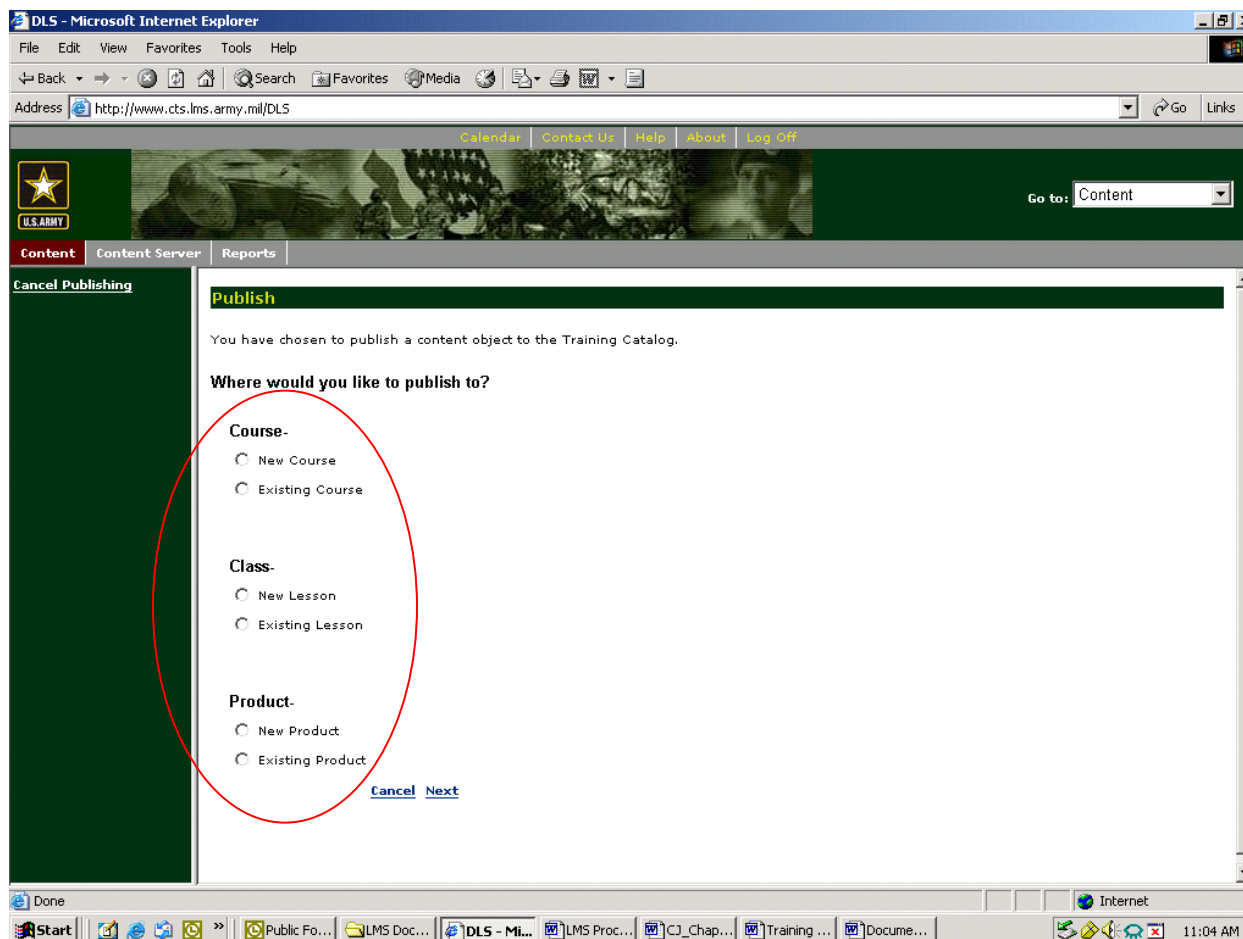 DLS - Microsoft Internet Explorer
File Edit View Favorites Tools Help
Back Search Favorites Media
Address http://www.cts.lms.army.mil/DLS Go Links
Calendar Contact Us Help About Log Off
U.S.ARMY
Go to: Content
Content Content Server Reports
Cancel Publishing
Publish
You have chosen to publish a content object to the Training Catalog.
Where would you like to publish to?
Course-
New Course
Existing Course
Class-
New Lesson
Existing Lesson
Product-
New Product
Existing Product
Cancel Next
Done Internet
Start » Public Fo... LMS Doc... DLS - Mi... LMS Proc... CJ_Chap... Training ... Docume... 11:04 AM